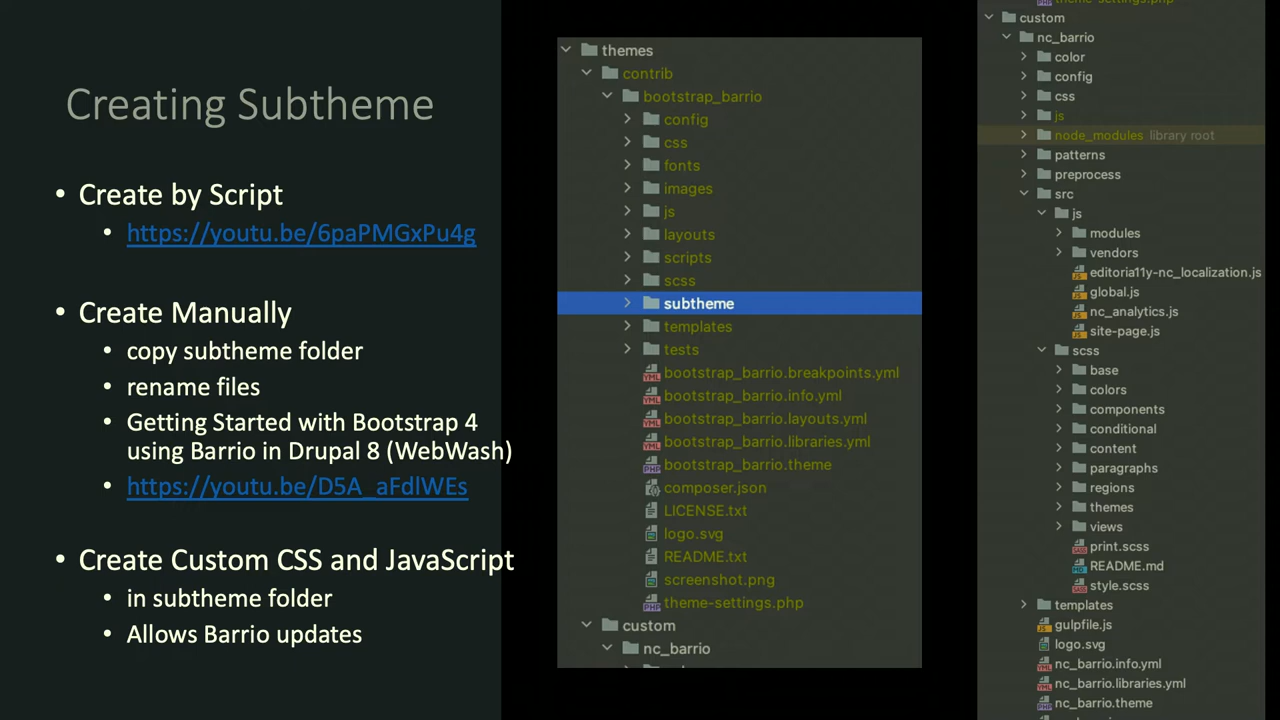 Creating Subtheme
• Create by Script
• https://youtu.be/6paPMGxPu4g
• Create Manually
• copy subtheme folder
• rename files
• Getting Started with Bootstrap 4
using Barrio in Drupal 8 (WebWash)
• https://youtu.be/D5A_aFdlWEs
• Create Custom CSS and JavaScript
• in subtheme folder
• Allows Barrio updates
themes
contrib
bootstrap_barrio
config
css
fonts
images
js
layouts
scripts
scss
subtheme
templates
tests
bootstrap_barrio.breakpoints.yml
bootstrap_barrio.info.yml
bootstrap_barrio.layouts.yml
bootstrap_barrio.libraries.yml
bootstrap_barrio.theme
composer.json
LICENSE.txt
logo.svg
README.txt
screenshot.png
theme-settings.php
custom
nc_barrio
theme-settings.php
custom
nc_barrio
color
config
css
js
node_modules library root
patterns
preprocess
src
js
modules
vendors
editoria11y-nc_localization.js
global.js
nc_analytics.js
site-page.js
scss
base
colors
components
conditional
content
paragraphs
regions
themes
views
print.scss
README.md
style.scss
templates
gulpfile.js
logo.svg
nc_barrio.info.yml
nc_barrio.libraries.yml
nc_barrio.theme